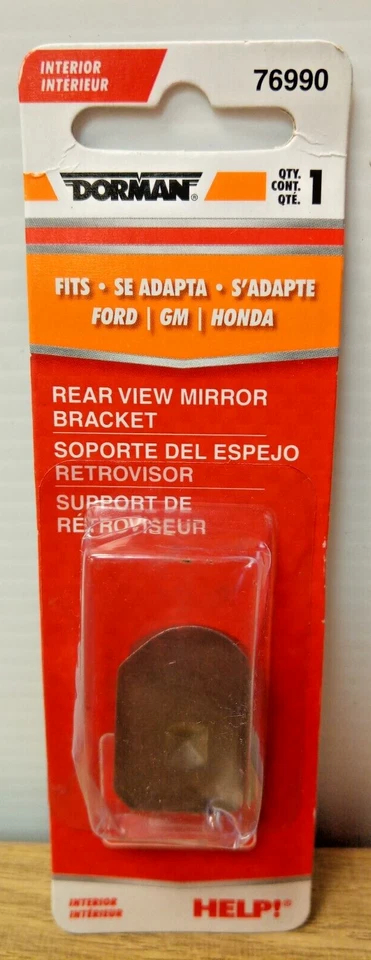 INTERIOR
INTÉRIEUR
76990
DORMAN®
QTY.
CONT.
QTÉ.
1
FITS • SE ADAPTA • S'ADAPTE
FORD | GM | HONDA
REAR VIEW MIRROR
BRACKET
SOPORTE DEL ESPEJO
RETROVISOR
SUPPORT DE
RÉTROVISEUR
INTERIOR
INTÉRIEUR
HELP!®